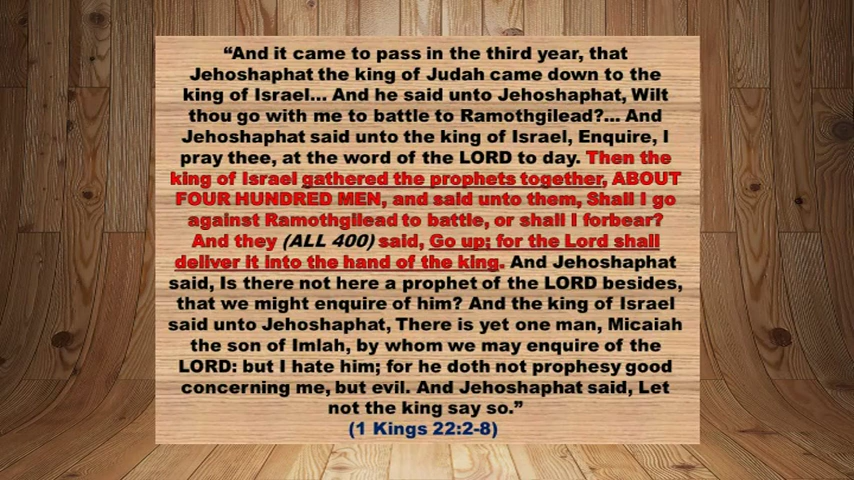 “And it came to pass in the third year, that
Jehoshaphat the king of Judah came down to the
king of Israel... And he said unto Jehoshaphat, Wilt
thou go with me to battle to Ramothgilead?... And
Jehoshaphat said unto the king of Israel, Enquire, I
pray thee, at the word of the LORD to day. Then the
king of Israel gathered the prophets together, ABOUT
FOUR HUNDRED MEN, and said unto them, Shall I go
against Ramothgilead to battle, or shall I forbear?
And they (ALL 400) said, Go up; for the Lord shall
deliver it into the hand of the king. And Jehoshaphat
said, Is there not here a prophet of the LORD besides,
that we might enquire of him? And the king of Israel
said unto Jehoshaphat, There is yet one man, Micaiah
the son of Imlah, by whom we may enquire of the
LORD: but I hate him; for he doth not prophesy good
concerning me, but evil. And Jehoshaphat said, Let
not the king say so.”
(1 Kings 22:2-8)